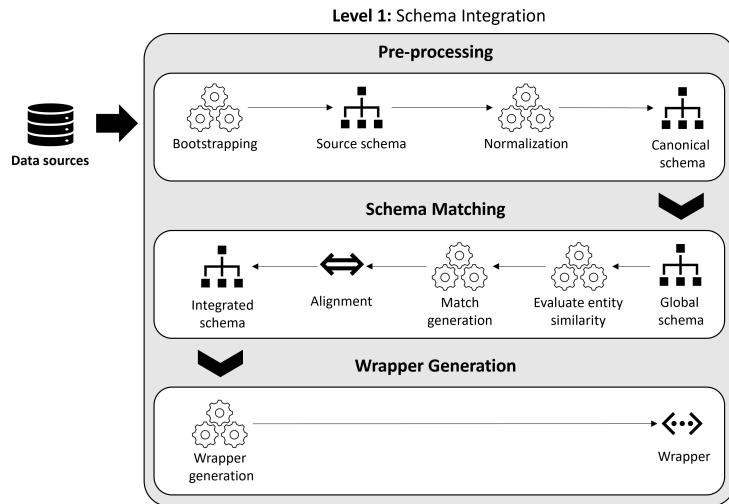 Level 1: Schema Integration
Pre-processing
Data sources
Bootstrapping
Source schema
Normalization
Canonical
schema
Schema Matching
Integrated
schema
Alignment
Match
generation
Evaluate entity
similarity
Global
schema
Wrapper Generation
Wrapper
generation
Wrapper